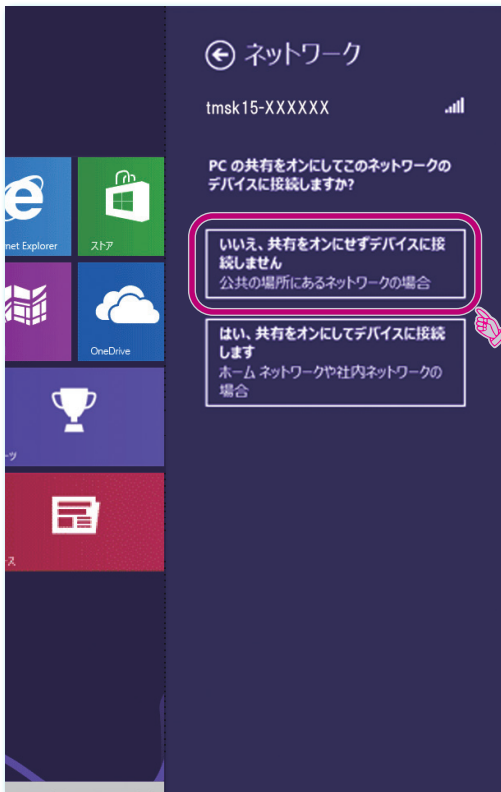 ネットワーク
tmsk15-XXXXXX
PC の共有をオンにしてこのネットワークの
デバイスに接続しますか?
いいえ、共有をオンにせずデバイスに接
続しません
公共の場所にあるネットワークの場合
はい、共有をオンにしてデバイスに接続
します
ホーム ネットワークや社内ネットワークの
場合
net Explorer
ストア
OneDrive
ーツ
ス